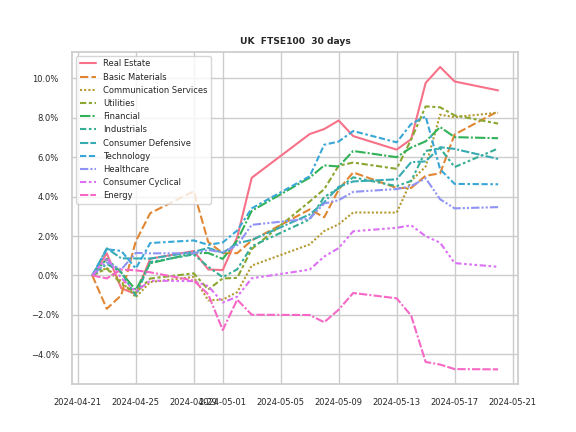 UK FTSE100 30 days
Real Estate
Basic Materials
Communication Services
Utilities
Financial
Industrials
Consumer Defensive
Technology
Healthcare
Consumer Cyclical
Energy
10.0%
8.0%
6.0%
4.0%
2.0%
0.0%
−2.0%
−4.0%
2024-04-21 2024-04-25 2024-04-29 2024-05-01 2024-05-05 2024-05-09 2024-05-13 2024-05-17 2024-05-21